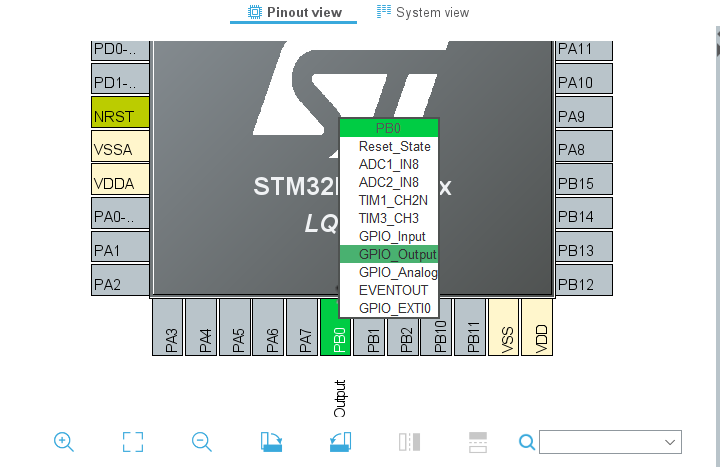 Pinout view
System view
PD0-..
PD1-..
NRST
VSSA
VDDA
PA0-..
PA1
PA2
PA11
PA10
PA9
PA8
PB15
PB14
PB13
PB12
STM32
x
LQ
PB0
Reset_State
ADC1_IN8
ADC2_IN8
TIM1_CH2N
TIM3_CH3
GPIO_Input
GPIO_Output
GPIO_Analog
EVENTOUT
GPIO_EXTI0
PA3
PA4
PA5
PA6
PA7
PB0
PB1
PB2
PB10
PB11
VSS
VDD
Output